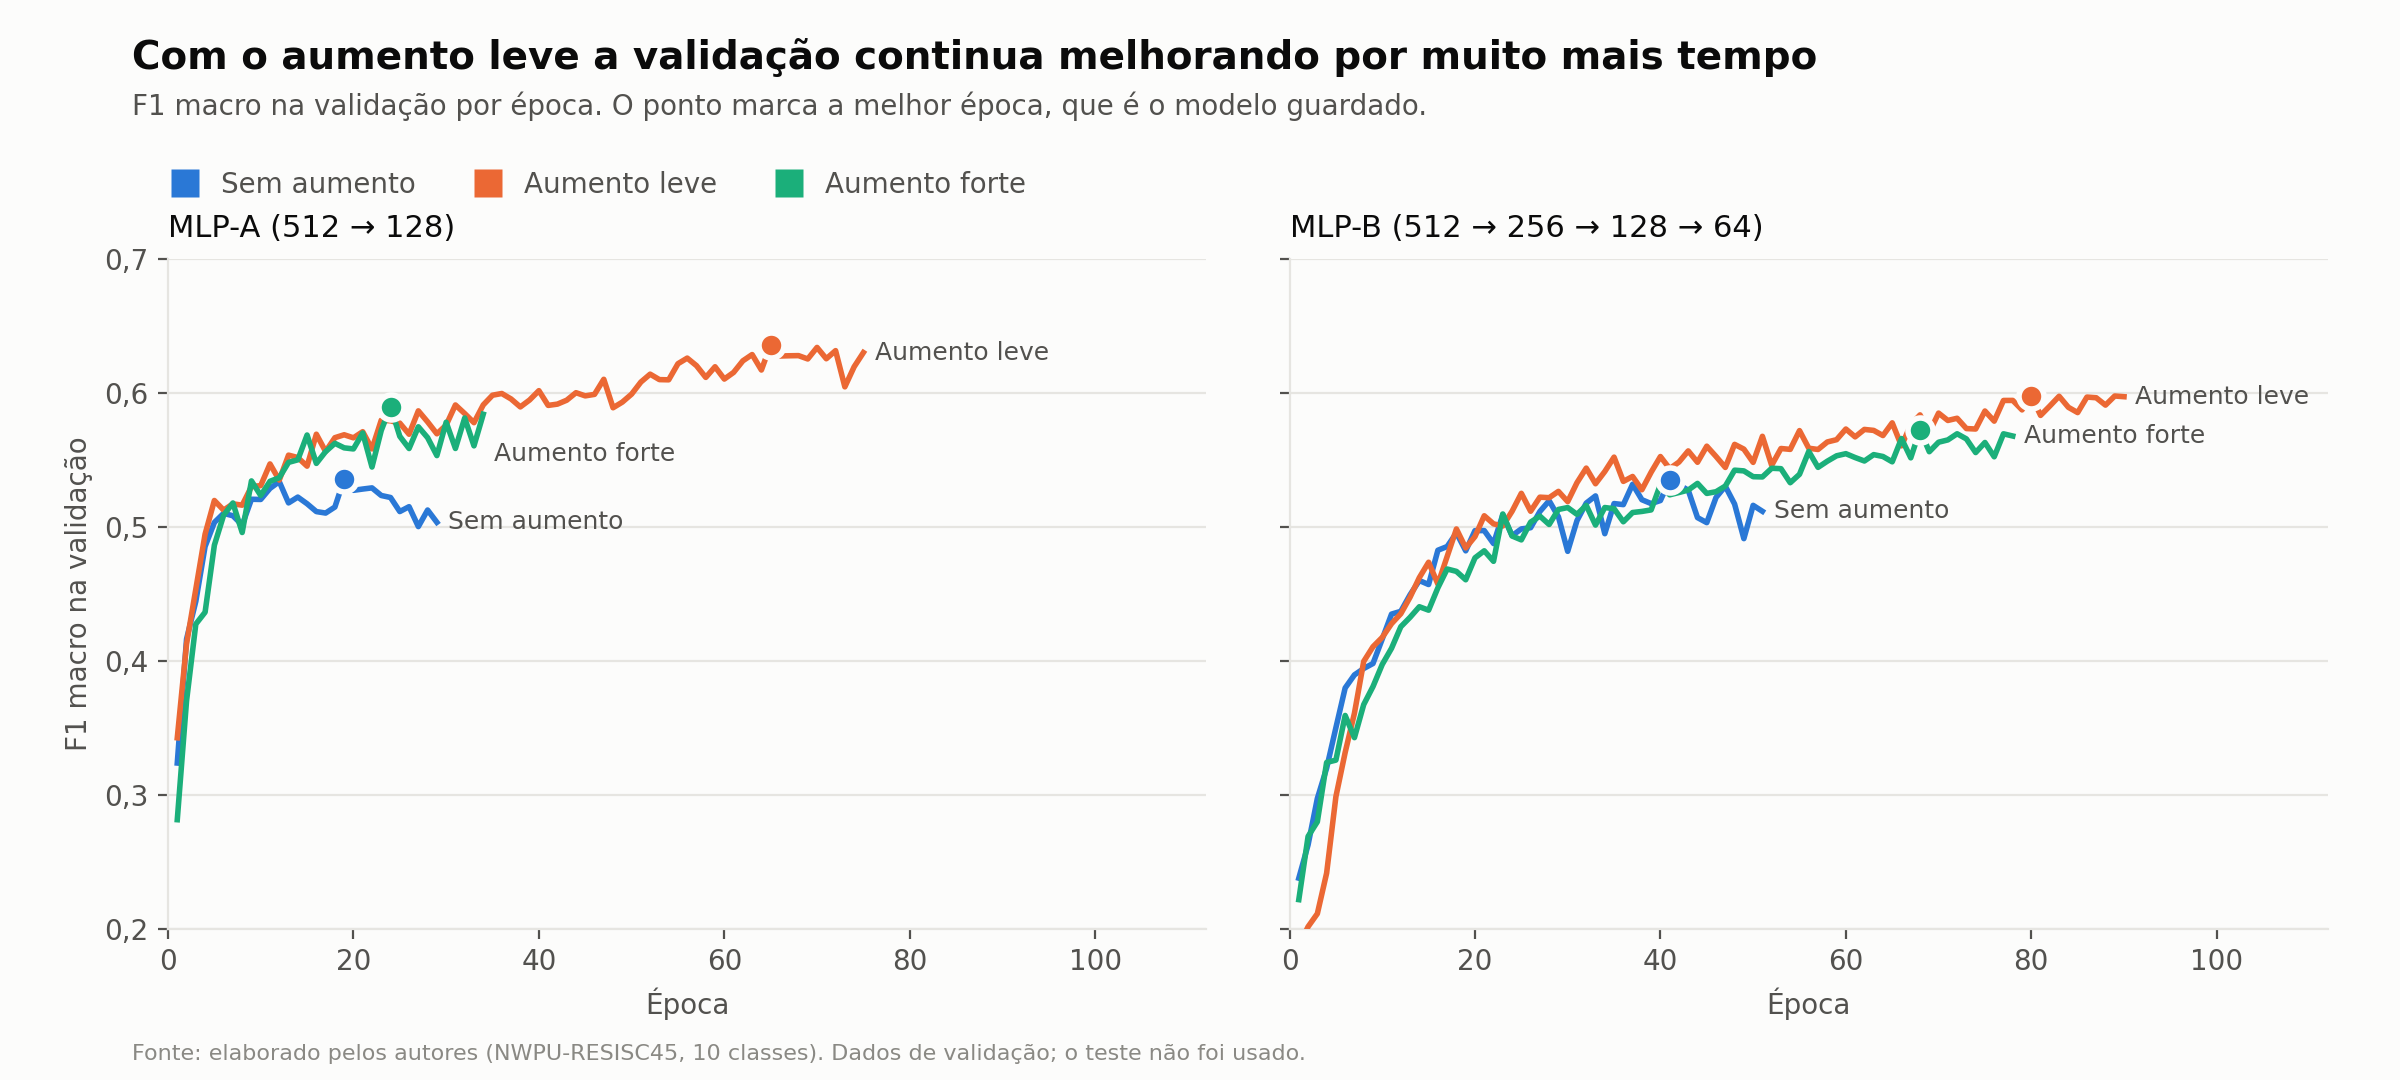 Com o aumento leve a validação continua melhorando por muito mais tempo
F1 macro na validação por época. O ponto marca a melhor época, que é o modelo guardado.
Sem aumento
Aumento leve
Aumento forte
MLP-A (512 → 128)
F1 macro na validação
0,7
0,6
0,5
0,4
0,3
0,2
Aumento leve
Aumento forte
Sem aumento
0 20 40 60 80 100
Época
MLP-B (512 → 256 → 128 → 64)
Aumento leve
Aumento forte
Sem aumento
0 20 40 60 80 100
Época
Fonte: elaborado pelos autores (NWPU-RESISC45, 10 classes). Dados de validação; o teste não foi usado.